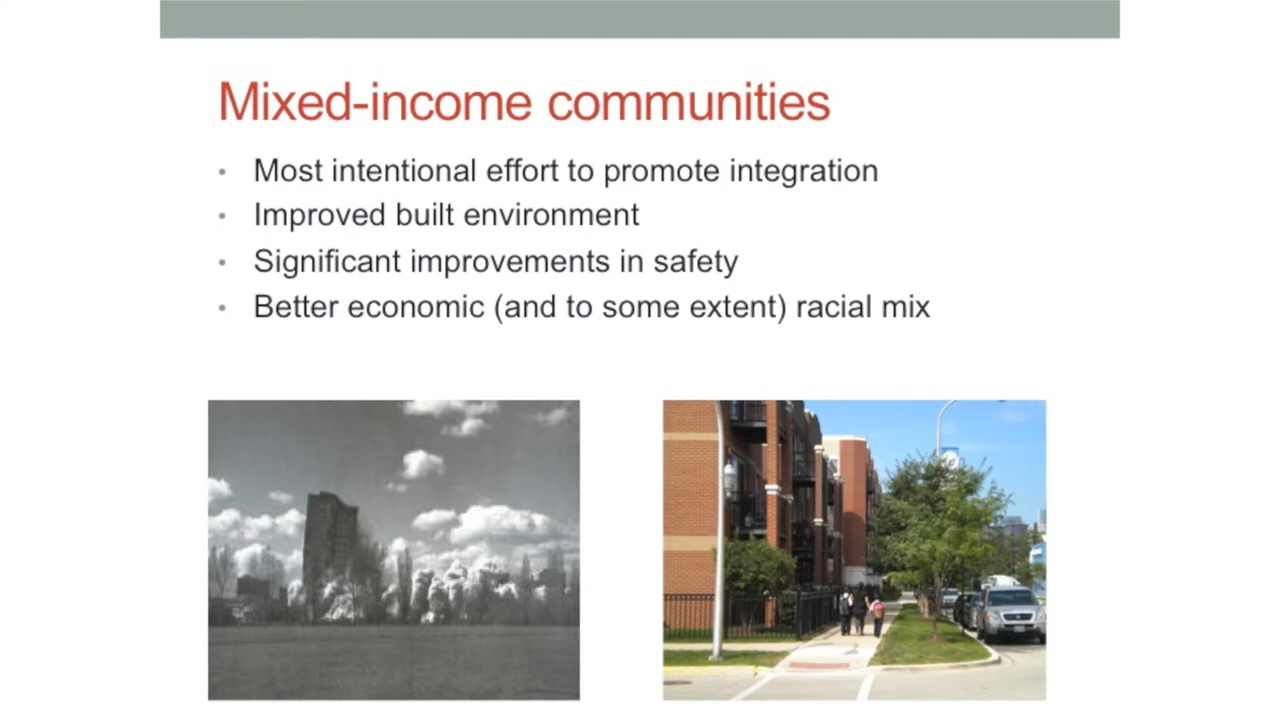 Mixed-income communities
• Most intentional effort to promote integration
• Improved built environment
• Significant improvements in safety
• Better economic (and to some extent) racial mix